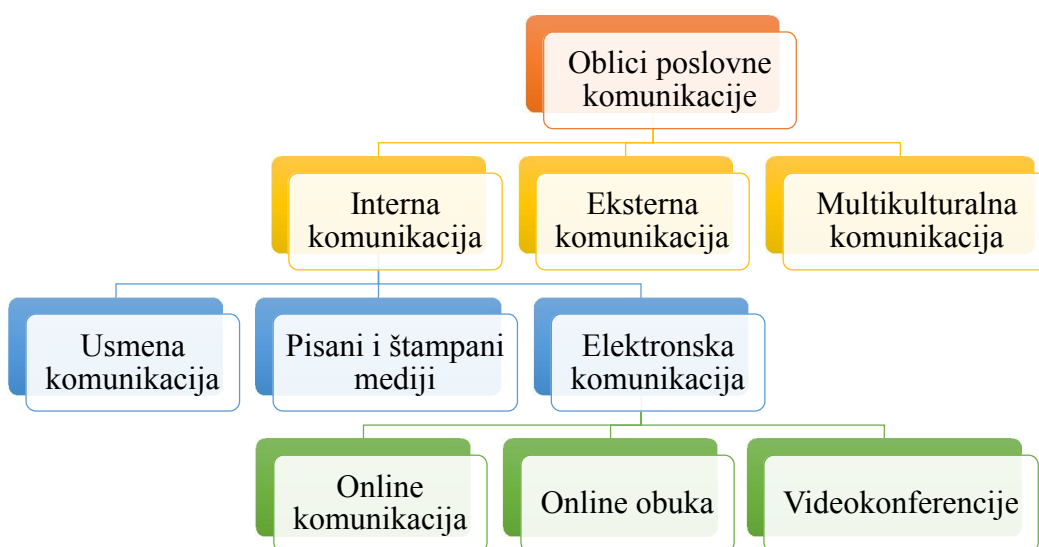 Oblici poslovne
komunikacije
Interna
komunikacija
Eksterna
komunikacija
Multikulturalna
komunikacija
Usmena
komunikacija
Pisani i štampani
mediji
Elektronska
komunikacija
Online
komunikacija
Online obuka
Videokonferencije